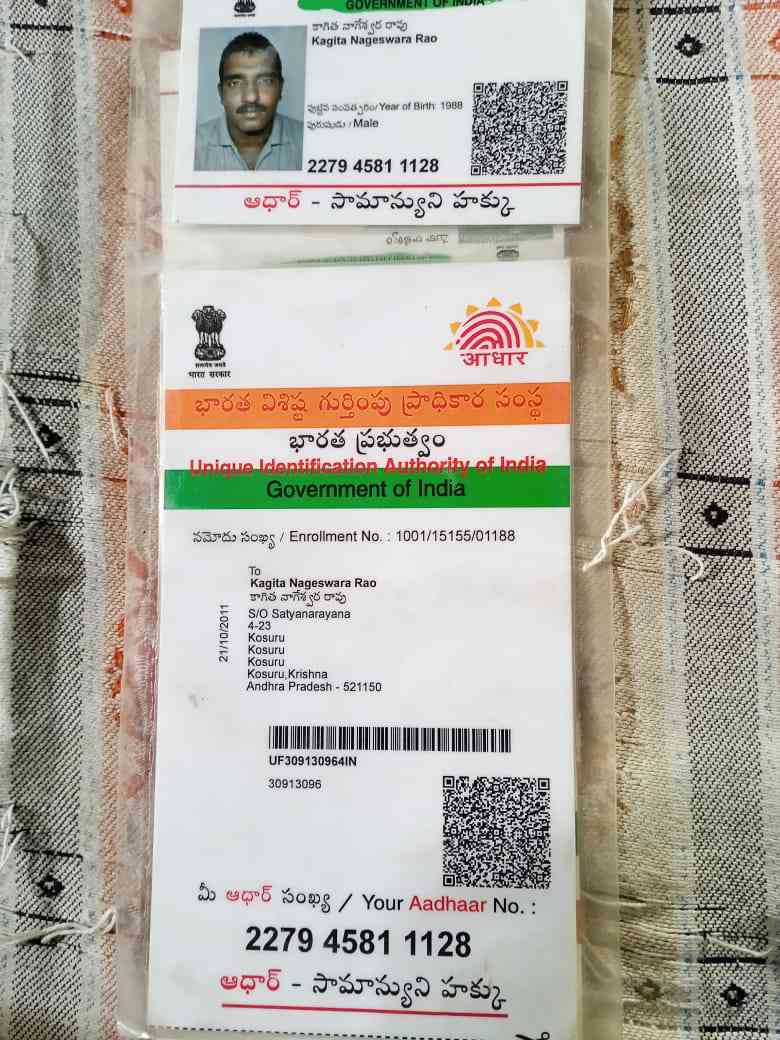 GOVERNMENT OF INDIA
కాగిత నాగేశ్వర రావు
Kagita Nageswara Rao
పుట్టిన సంవత్సరం/Year of Birth: 1988
పురుషుడు / Male
2279 4581 1128
ఆధార్ - సామాన్యుని హక్కు
सत्यमेव जयते
भारत सरकार
आधार
భారత విశిష్ట గుర్తింపు ప్రాధికార సంస్థ
భారత ప్రభుత్వం
Unique Identification Authority of India
Government of India
నమోదు సంఖ్య / Enrollment No. : 1001/15155/01188
To
Kagita Nageswara Rao
కాగిత నాగేశ్వర రావు
S/O Satyanarayana
4-23
Kosuru
Kosuru
Kosuru
Kosuru,Krishna
Andhra Pradesh - 521150
21/10/2011
UF309130964IN
30913096
మీ ఆధార్ సంఖ్య / Your Aadhaar No. :
2279 4581 1128
ఆధార్ - సామాన్యుని హక్కు